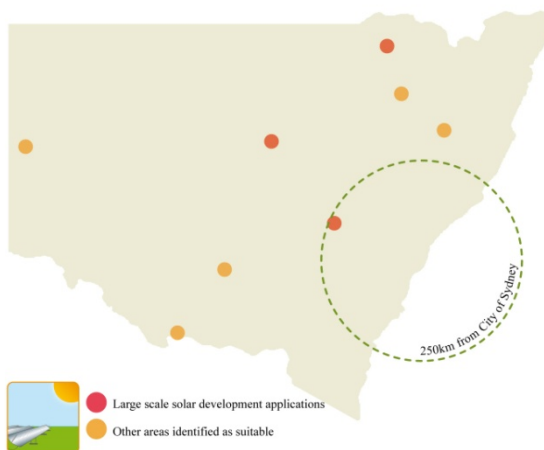 250km from City of Sydney
Large scale solar development applications
Other areas identified as suitable